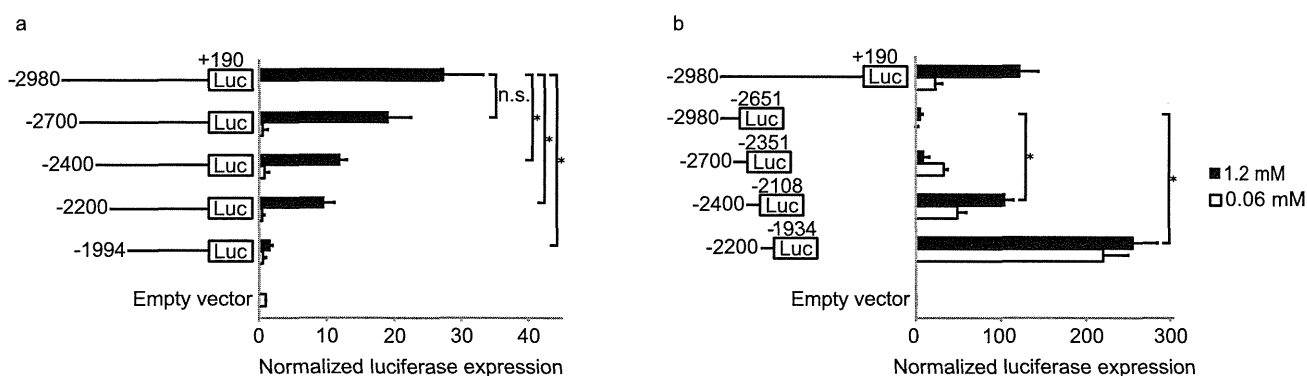 a
+190
-2980
Luc
n.s.
-2700
Luc
*
-2400
Luc
*
-2200
Luc
*
-1994
Luc
Empty vector
0 10 20 30 40
Normalized luciferase expression
b
+190
-2980
Luc
-2651
-2980
Luc
-2351
-2700
Luc
*
-2108
-2400
Luc
*
-1934
-2200
Luc
Empty vector
0 100 200 300
Normalized luciferase expression
1.2 mM
0.06 mM